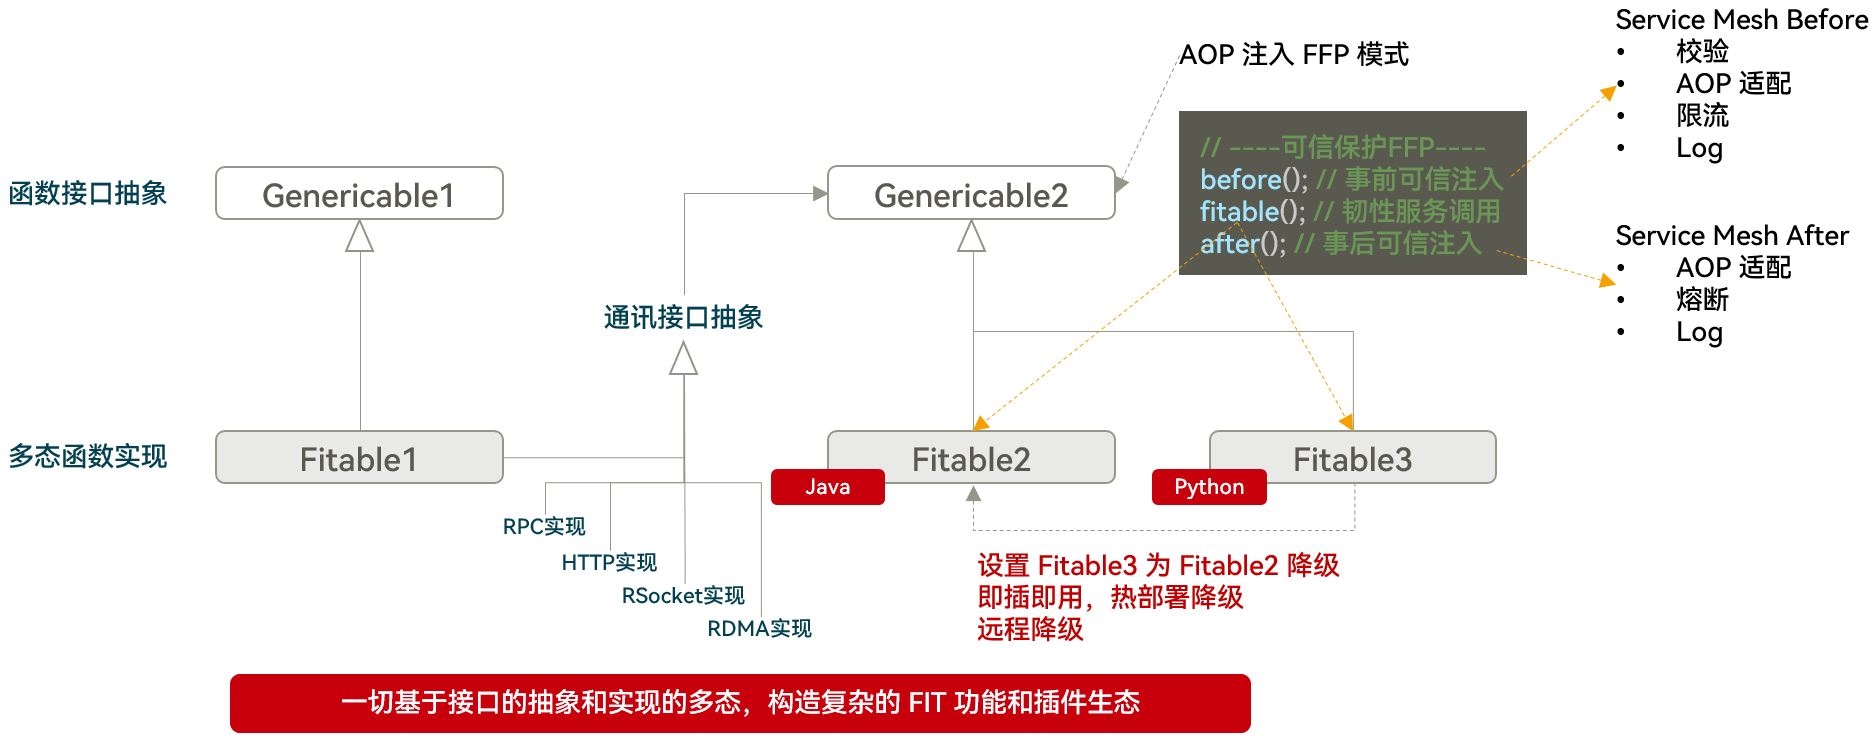 Service Mesh Before
• 校验
• AOP 适配
• 限流
• Log
AOP 注入 FFP 模式
// ----可信保护FFP----
before(); // 事前可信注入
fitable(); // 韧性服务调用
after(); // 事后可信注入
函数接口抽象
Genericable1
Genericable2
Service Mesh After
• AOP 适配
• 熔断
• Log
通讯接口抽象
多态函数实现
Fitable1
Fitable2
Fitable3
Java
Python
RPC实现
HTTP实现
RSocket实现
RDMA实现
设置 Fitable3 为 Fitable2 降级
即插即用，热部署降级
远程降级
一切基于接口的抽象和实现的多态，构造复杂的 FIT 功能和插件生态